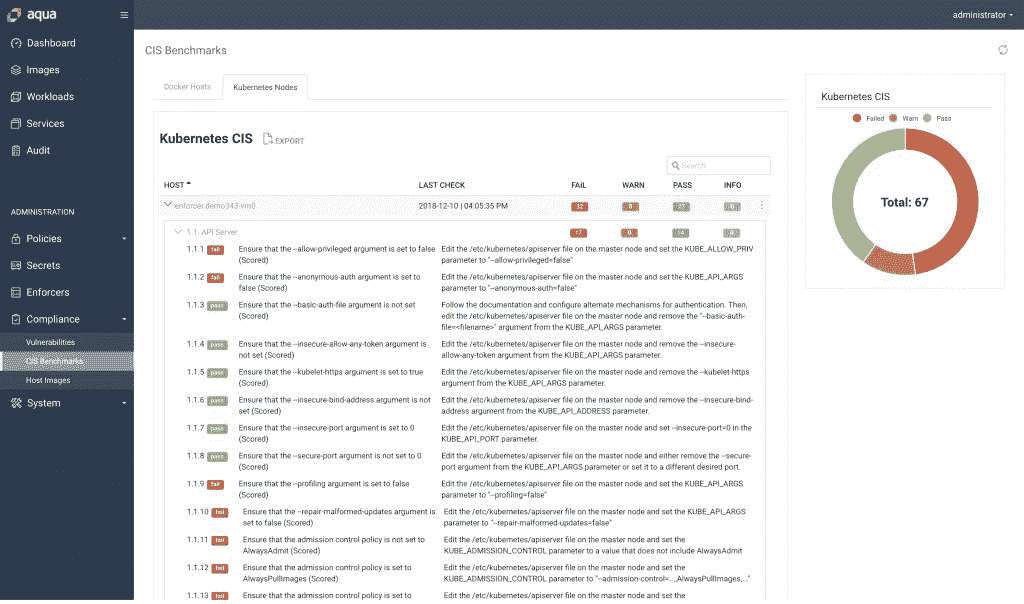 aqua
administrator
Dashboard
Images
Workloads
Services
Audit
ADMINISTRATION
Policies
Secrets
Enforcers
Compliance
Vulnerabilities
CIS Benchmarks
Host Images
System
CIS Benchmarks
Docker Hosts
Kubernetes Nodes
Kubernetes CIS
EXPORT
Search
HOST LAST CHECK FAIL WARN PASS INFO
enforcer.demo343-vm0 2018-12-10 | 04:05:35 PM 32
1.1. API Server 17
1.1.1 fail Ensure that the --allow-privileged argument is set to false Edit the /etc/kubernetes/apiserver file on the master node and set the KUBE_ALLOW_PRIV
(Scored) parameter to "--allow-privileged=false"
1.1.2 fail Ensure that the --anonymous-auth argument is set to Edit the /etc/kubernetes/apiserver file on the master node and set the KUBE_API_ARGS
false (Scored) parameter to "--anonymous-auth=false"
1.1.3 pass Ensure that the --basic-auth-file argument is not set Follow the documentation and configure alternate mechanisms for authentication. Then,
(Scored) edit the /etc/kubernetes/apiserver file on the master node and remove the "--basic-auth-
file=<filename>" argument from the KUBE_API_ARGS parameter.
1.1.4 pass Ensure that the --insecure-allow-any-token argument is Edit the /etc/kubernetes/apiserver file on the master node and remove the --insecure-
not set (Scored) allow-any-token argument from the KUBE_API_ARGS parameter.
1.1.5 pass Ensure that the --kubelet-https argument is set to true Edit the /etc/kubernetes/apiserver file on the master node and remove the --kubelet-https
(Scored) argument from the KUBE_API_ARGS parameter.
1.1.6 pass Ensure that the --insecure-bind-address argument is not Edit the /etc/kubernetes/apiserver file on the master node and remove the --insecure-bind-
set (Scored) address argument from the KUBE_API_ADDRESS parameter.
1.1.7 pass Ensure that the --insecure-port argument is set to 0 Edit the /etc/kubernetes/apiserver file on the master node and set --insecure-port=0 in the
(Scored) KUBE_API_PORT parameter.
1.1.8 pass Ensure that the --secure-port argument is not set to 0 Edit the /etc/kubernetes/apiserver file on the master node and either remove the --secure-
(Scored) port argument from the KUBE_API_ARGS parameter or set it to a different desired port.
1.1.9 fail Ensure that the --profiling argument is set to false Edit the /etc/kubernetes/apiserver file on the master node and set the KUBE_API_ARGS
(Scored) parameter to "--profiling=false"
1.1.10 fail Ensure that the --repair-malformed-updates argument is Edit the /etc/kubernetes/apiserver file on the master node and set the KUBE_API_ARGS
set to false (Scored) parameter to "--repair-malformed-updates=false"
1.1.11 fail Ensure that the admission control policy is not set to Edit the /etc/kubernetes/apiserver file on the master node and set the
AlwaysAdmit (Scored) KUBE_ADMISSION_CONTROL parameter to a value that does not include AlwaysAdmit
1.1.12 fail Ensure that the admission control policy is set to Edit the /etc/kubernetes/apiserver file on the master node and set the
AlwaysPullImages (Scored) KUBE_ADMISSION_CONTROL parameter to "--admission-control=...,AlwaysPullImages,..."
1.1.13 fail Ensure that the admission control policy is set to Edit the /etc/kubernetes/apiserver file on the master node and set the
Kubernetes CIS
Failed Warn Pass
Total: 67